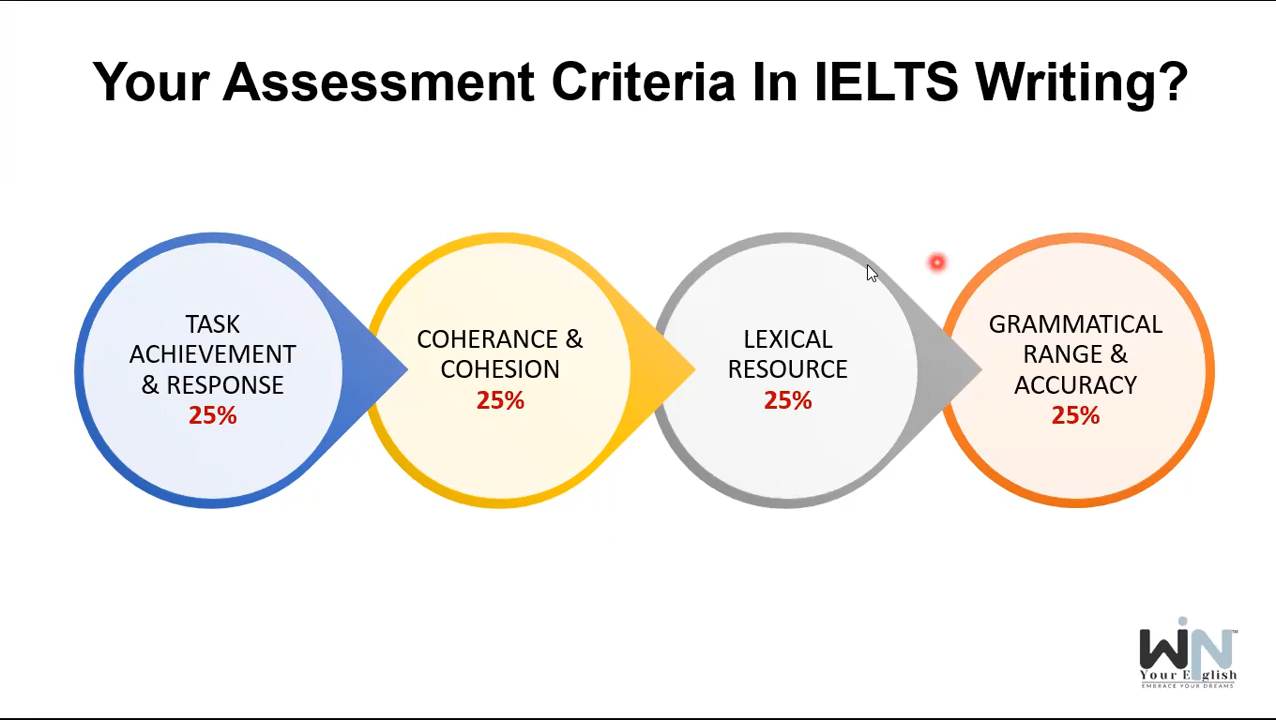 Your Assessment Criteria In IELTS Writing?
TASK
ACHIEVEMENT
& RESPONSE
25%
COHERANCE &
COHESION
25%
LEXICAL
RESOURCE
25%
GRAMMATICAL
RANGE &
ACCURACY
25%
WiN™
Your English
EMBRACE YOUR DREAMS